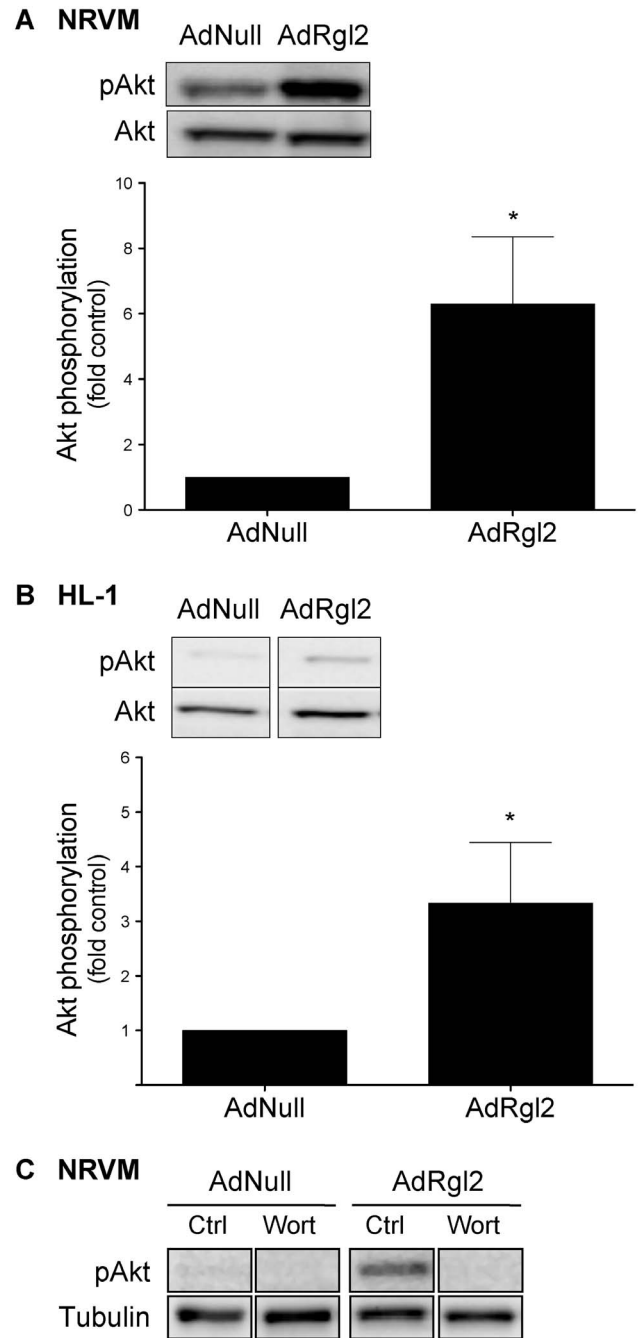 A NRVM
AdNull AdRgl2
pAkt
Akt
Akt phosphorylation
(fold control)
10
8
6
4
2
0
*
AdNull AdRgl2
B HL-1
AdNull AdRgl2
pAkt
Akt
Akt phosphorylation
(fold control)
6
5
4
3
2
1
*
AdNull AdRgl2
C NRVM
AdNull AdRgl2
Ctrl Wort Ctrl Wort
pAkt
Tubulin